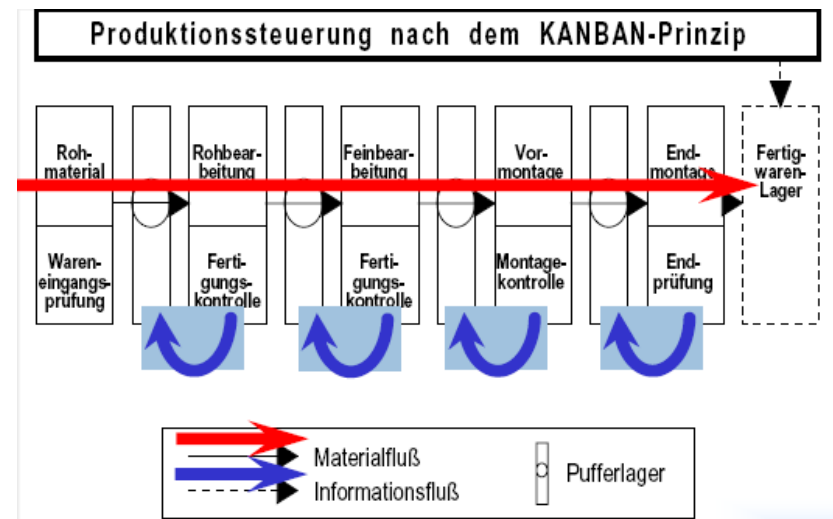 Produktionssteuerung nach dem KANBAN-Prinzip
Roh-
material
Rohbear-
beitung
Feinbear-
beitung
Vor-
montage
End-
montage
Fertig-
waren-
Lager
Waren-
eingangs-
prüfung
Ferti-
gungs-
kontrolle
Ferti-
gungs-
kontrolle
Montage-
kontrolle
End-
prüfung
Materialfluß
Informationsfluß
Pufferlager